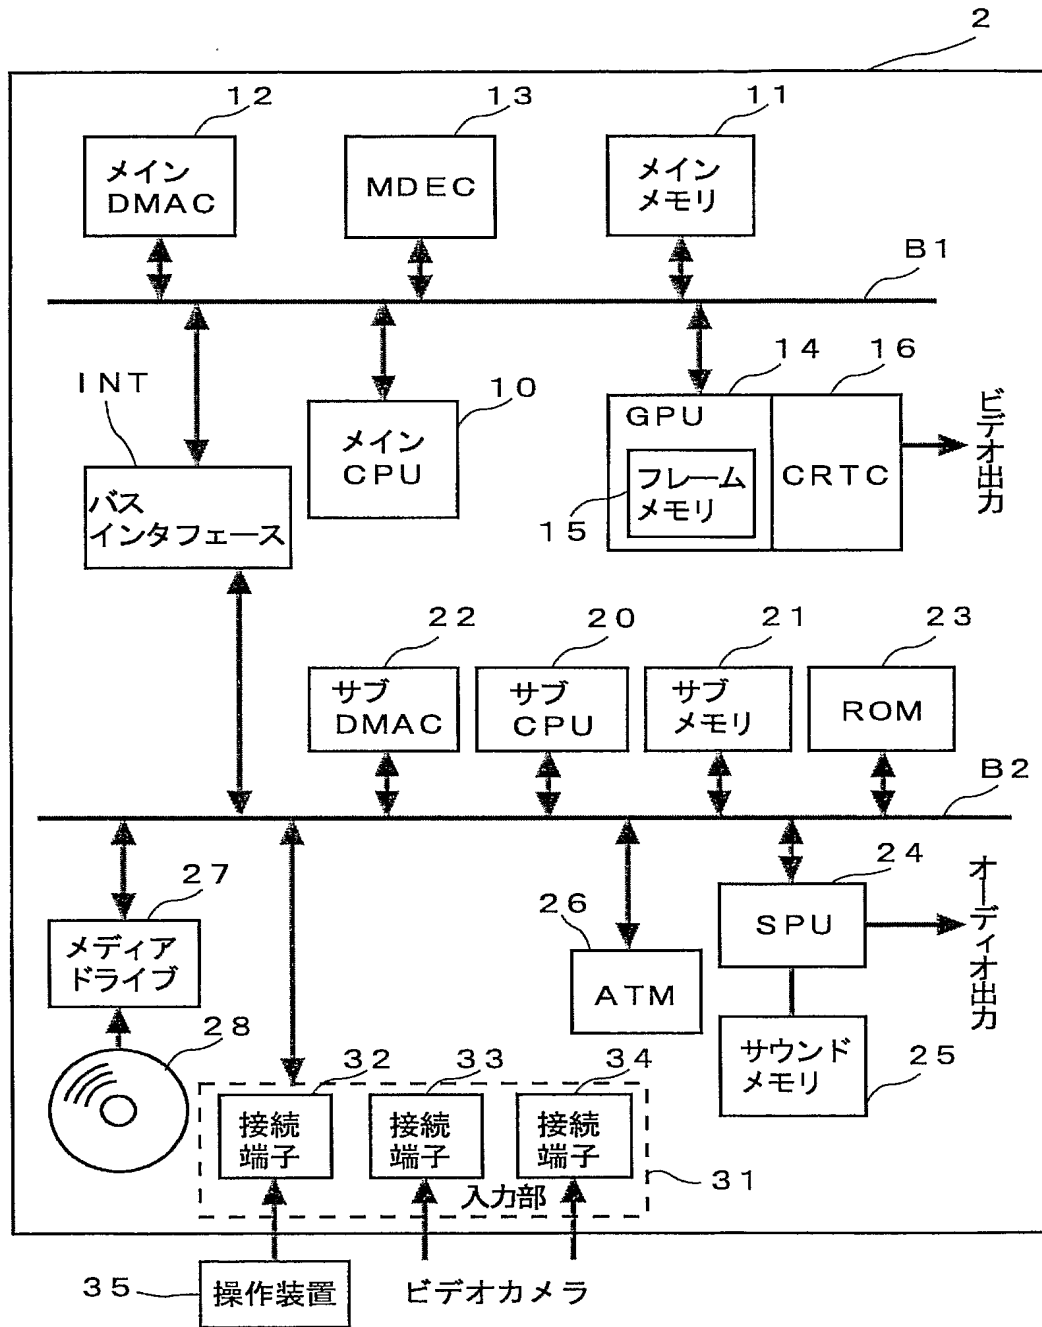 2
12
13
11
メイン
DMAC
MDEC
メイン
メモリ
B1
INT
10
14
16
GPU
メイン
CPU
フレーム
メモリ
15
CRTC
ビデオ出力
バス
インタフェース
22
20
21
23
サブ
DMAC
サブ
CPU
サブ
メモリ
ROM
B2
27
メディア
ドライブ
26
ATM
24
SPU
オーディオ出力
28
サウンド
メモリ
25
32
33
34
接続
端子
接続
端子
接続
端子
入力部
31
35
操作装置
ビデオカメラ